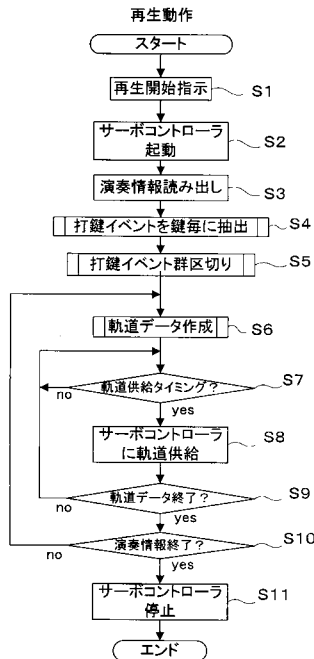 再生動作
スタート
再生開始指示
S1
サーボコントローラ
起動
S2
演奏情報読み出し
S3
打鍵イベントを鍵毎に抽出
S4
打鍵イベント群区切り
S5
軌道データ作成
S6
軌道供給タイミング?
S7
no
yes
サーボコントローラ
に軌道供給
S8
軌道データ終了?
S9
no
yes
演奏情報終了?
S10
no
yes
サーボコントローラ
停止
S11
エンド